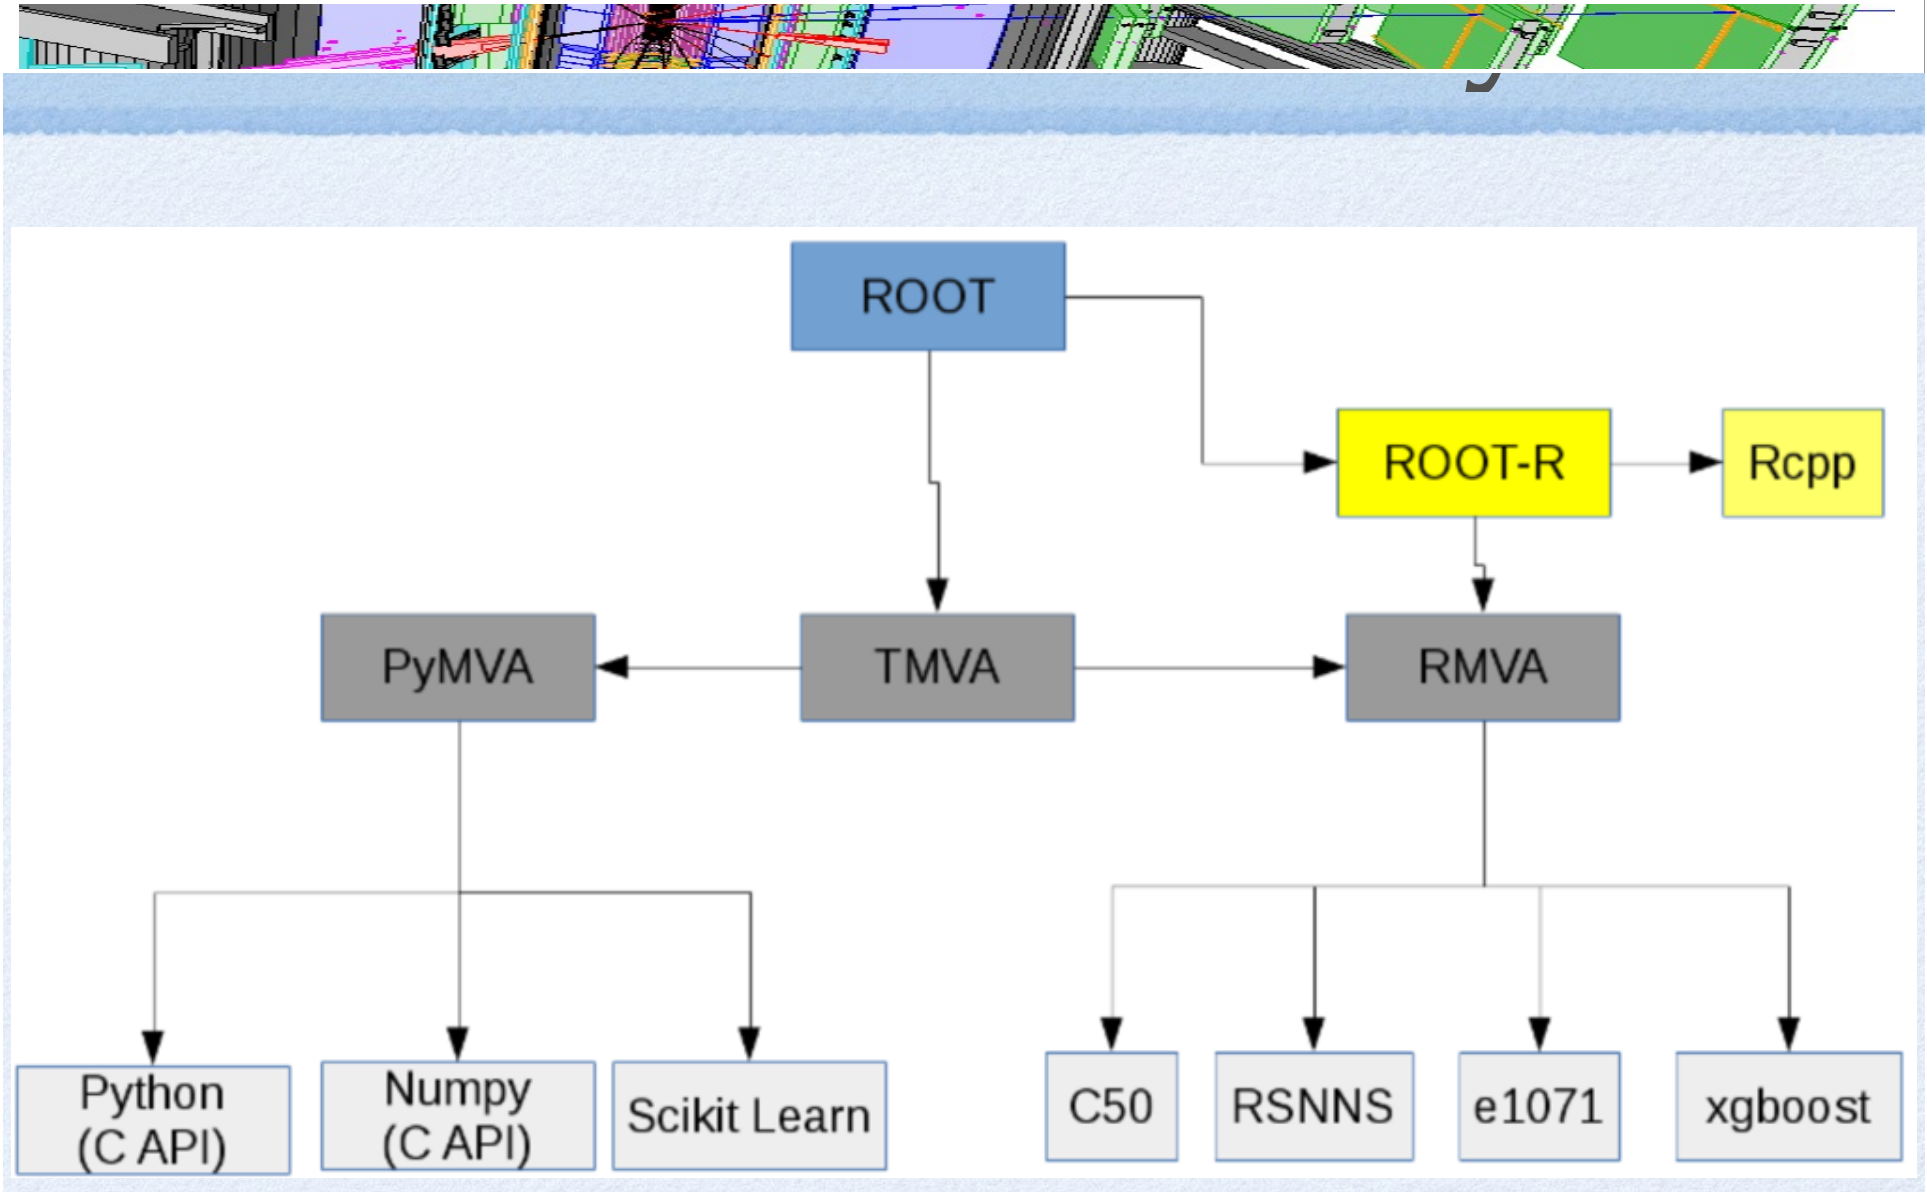 ROOT
ROOT-R
Rcpp
PyMVA
TMVA
RMVA
Python
(C API)
Numpy
(C API)
Scikit Learn
C50
RSNNS
e1071
xgboost